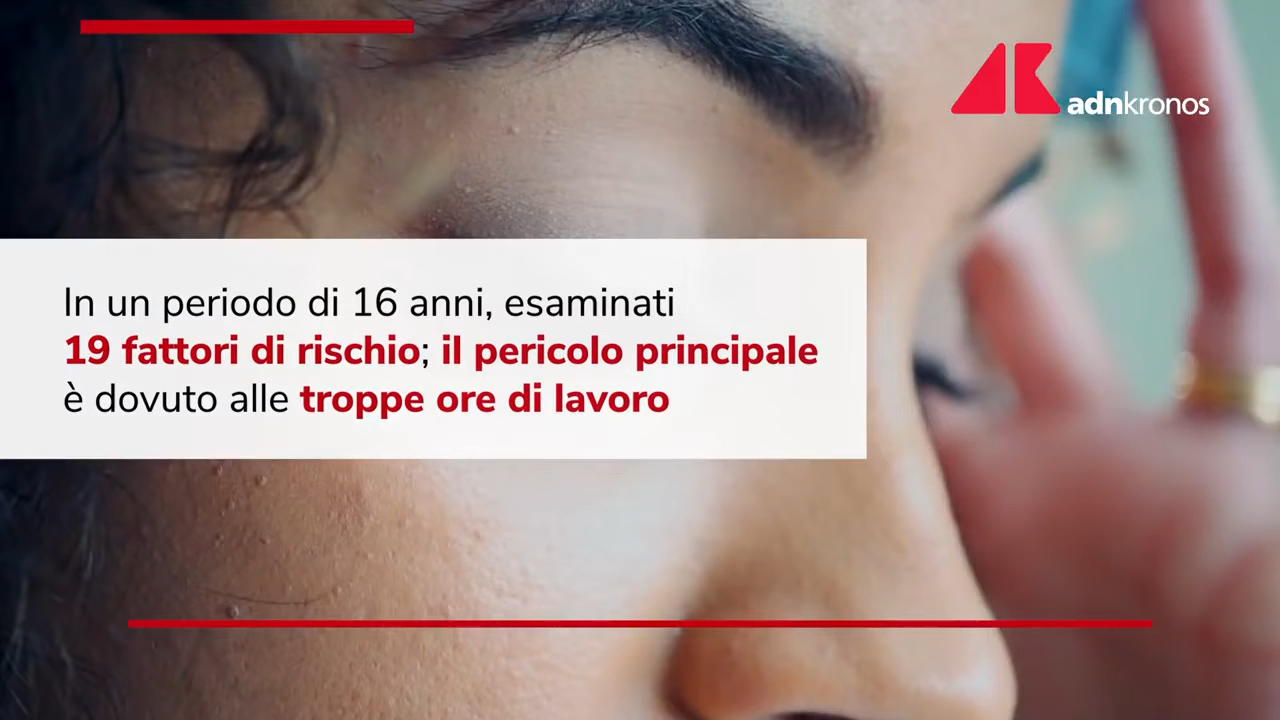 adnkronos
In un periodo di 16 anni, esaminati
19 fattori di rischio; il pericolo principale
è dovuto alle troppe ore di lavoro